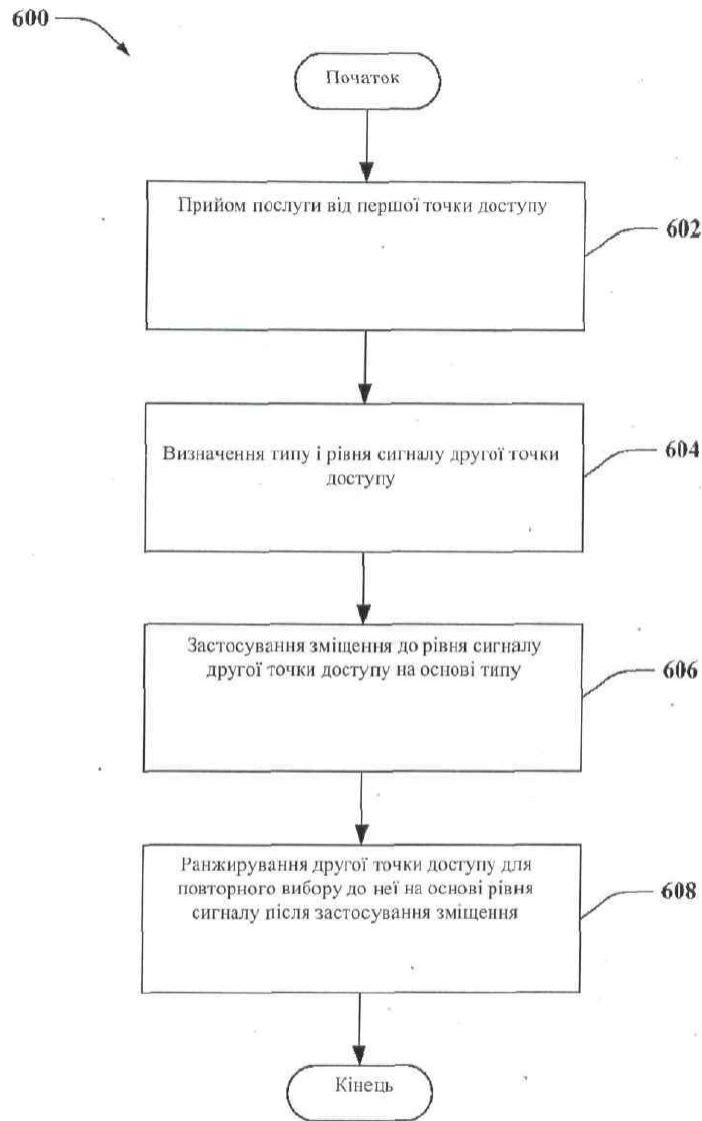 600
Початок
Прийом послуги від першої точки доступу
602
Визначення типу і рівня сигналу другої точки
доступу
604
Застосування зміщення до рівня сигналу
другої точки доступу на основі типу
606
Ранжирування другої точки доступу для
повторного вибору до неї на основі рівня
сигналу після застосування зміщення
608
Кінець